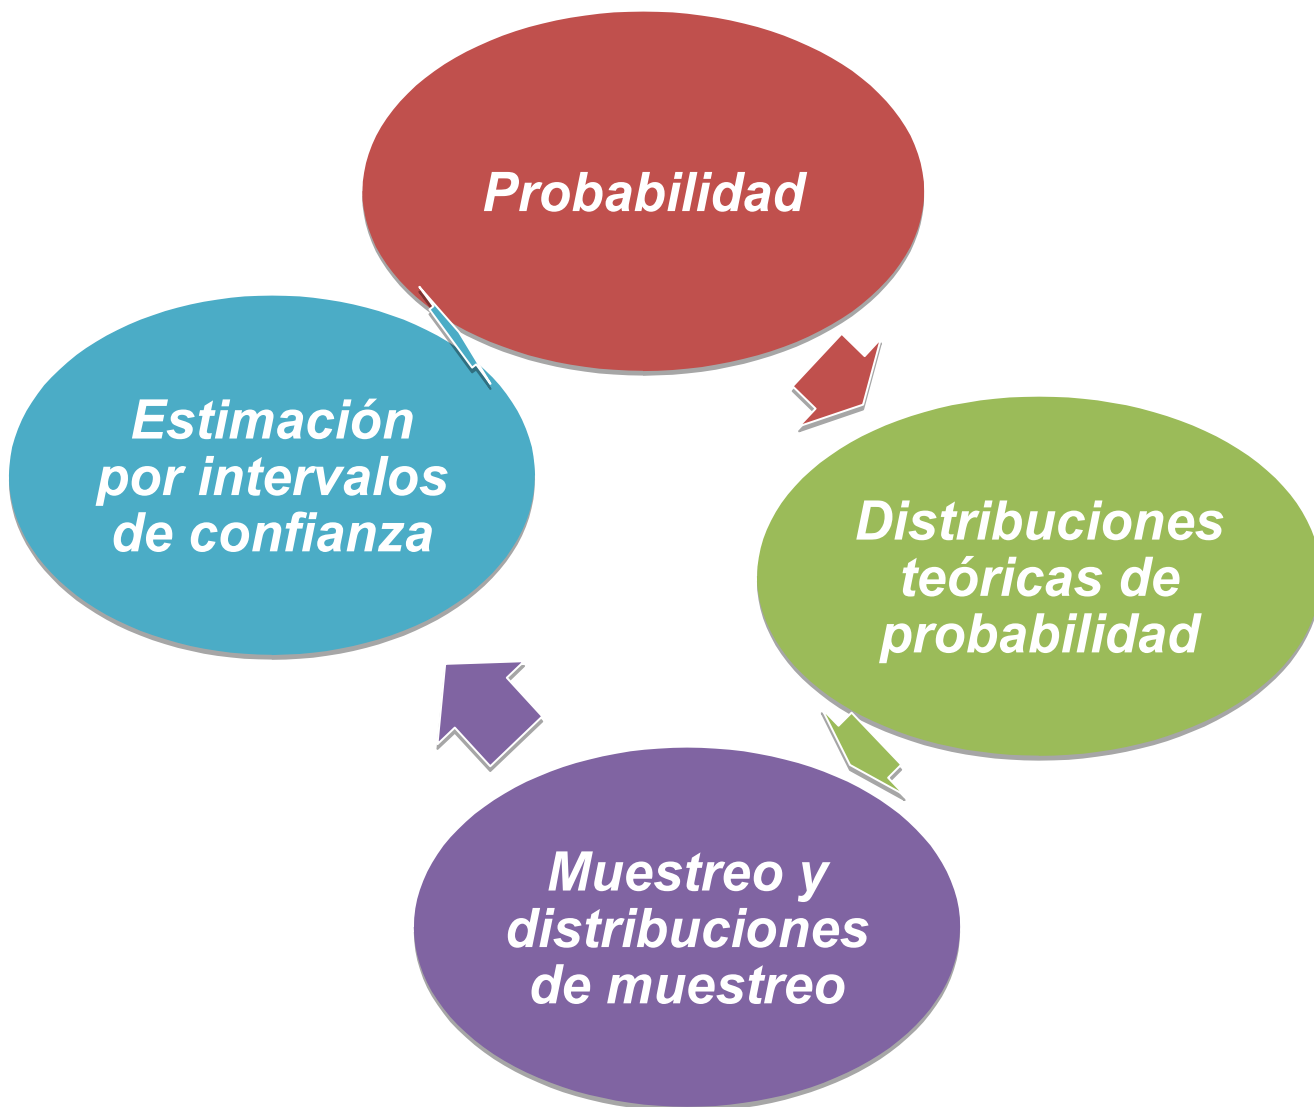 Probabilidad
Estimación
por intervalos
de confianza
Distribuciones
teóricas de
probabilidad
Muestreo y
distribuciones
de muestreo